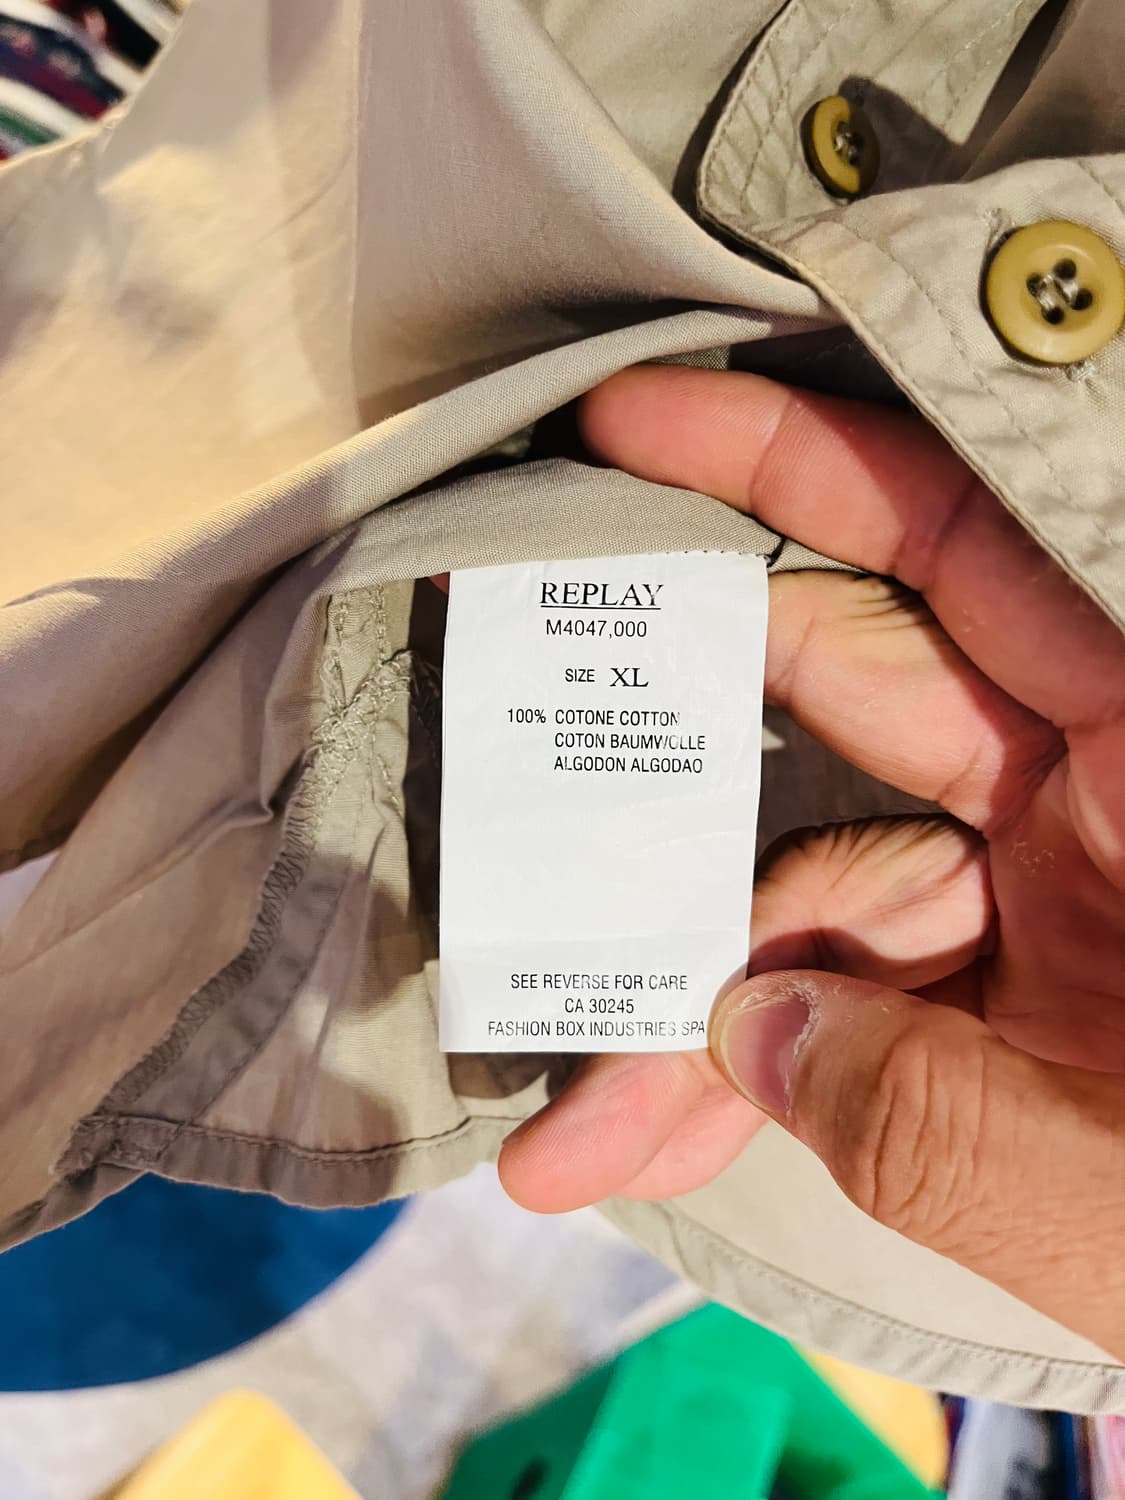 REPLAY
M4047,000
SIZE XL
100% COTONE COTTON
COTON BAUMWOLLE
ALGODON ALGODAO
SEE REVERSE FOR CARE
CA 30245
FASHION BOX INDUSTRIES SPA